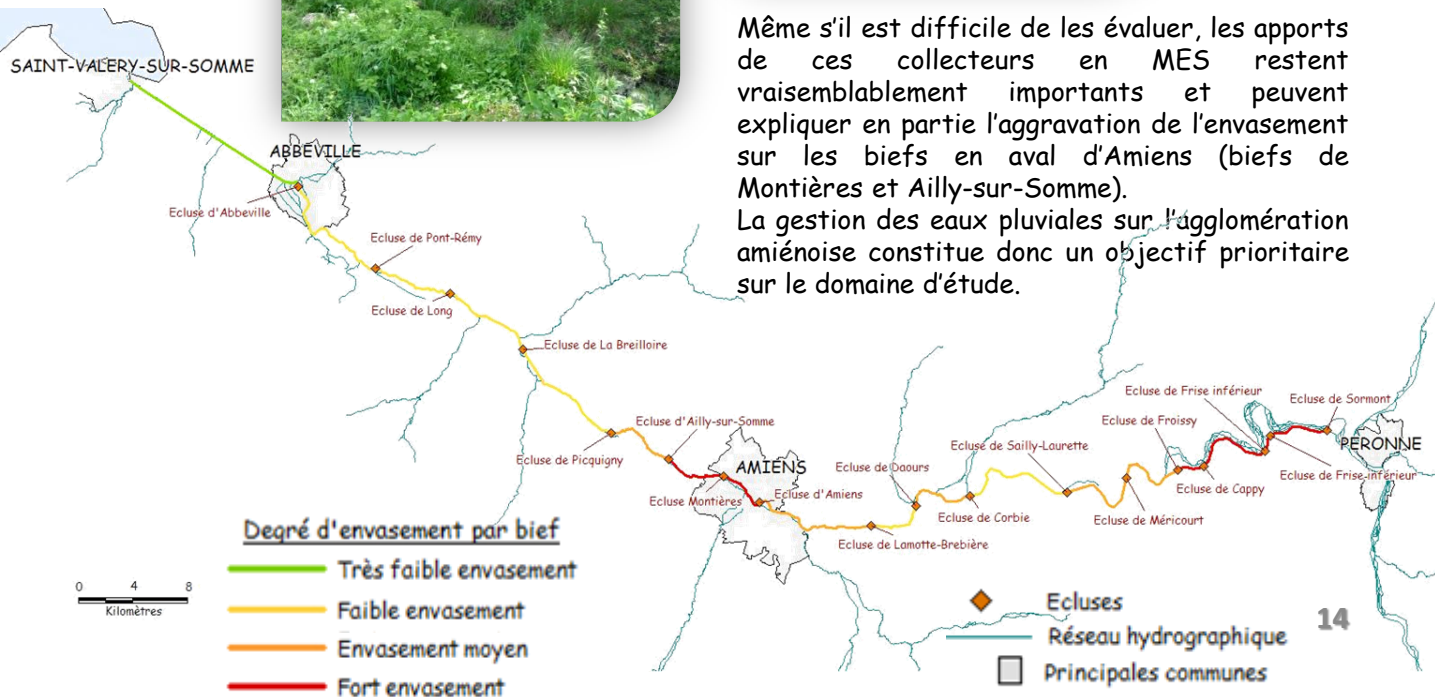 Même s'il est difficile de les évaluer, les apports
de ces collecteurs en MES restent
vraisemblablement importants et peuvent
expliquer en partie l'aggravation de l'envasement
sur les biefs en aval d'Amiens (biefs de
Montières et Ailly-sur-Somme).
La gestion des eaux pluviales sur l'agglomération
amiénoise constitue donc un objectif prioritaire
sur le domaine d'étude.
SAINT-VALERY-SUR-SOMME
ABBEVILLE
Ecluse d'Abbeville
Ecluse de Pont-Rémy
Ecluse de Long
Ecluse de La Breilloire
Ecluse de Picquigny
Ecluse d'Ailly-sur-Somme
Ecluse Montières
AMIENS
Ecluse d'Amiens
Ecluse de Lamotte-Brebière
Ecluse de Daours
Ecluse de Corbie
Ecluse de Sailly-Laurette
Ecluse de Méricourt
Ecluse de Froissy
Ecluse de Cappy
Ecluse de Frise inférieur
Ecluse de Frise-inférieur
Ecluse de Sormont
PERONNE
Degré d'envasement par bief
Très faible envasement
Faible envasement
Envasement moyen
Fort envasement
0 4 8
Kilomètres
Ecluses
Réseau hydrographique
Principales communes
14